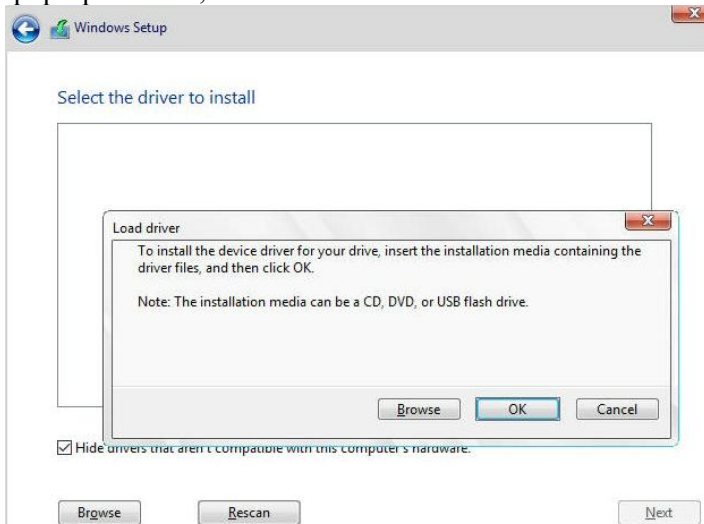 Windows Setup
Select the driver to install
Load driver
To install the device driver for your drive, insert the installation media containing the
driver files, and then click OK.
Note: The installation media can be a CD, DVD, or USB flash drive.
Browse OK Cancel
Hide drivers that aren't compatible with this computer's hardware.
Browse Rescan Next